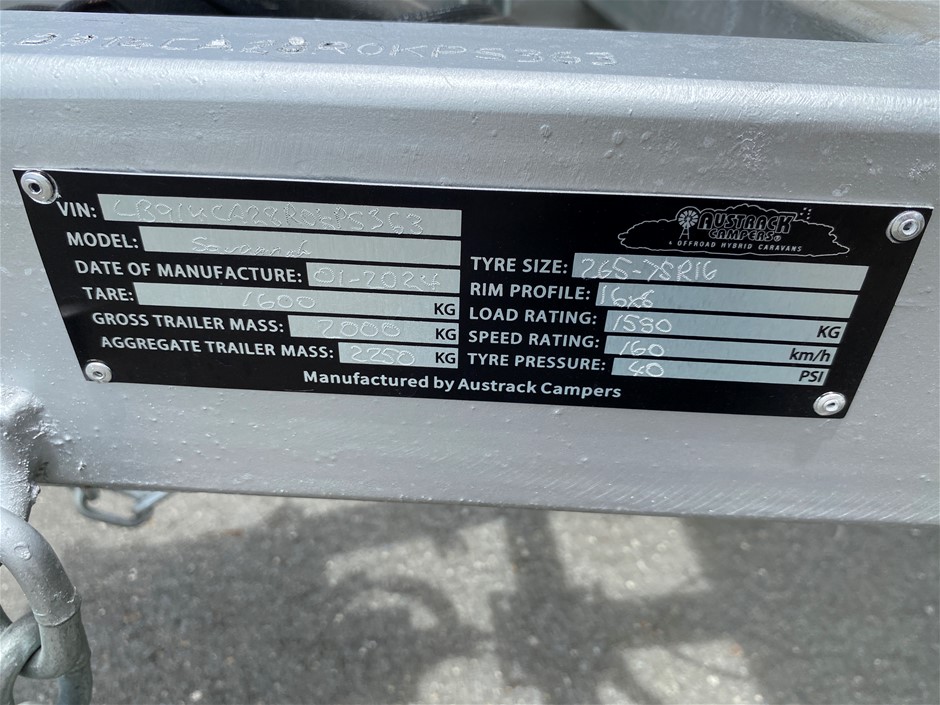 VIN: LB91UCA28R0KPS363
AUSTRACK
CAMPERS
OFFROAD HYBRID CARAVANS
MODEL: Savannah
DATE OF MANUFACTURE: 01-2024
TARE: 1600 KG
GROSS TRAILER MASS: 2000 KG
AGGREGATE TRAILER MASS: 2250 KG
TYRE SIZE: 265-75R16
RIM PROFILE: 16x6
LOAD RATING: 1550 KG
SPEED RATING: 160 km/h
TYRE PRESSURE: 40 PSI
Manufactured by Austrack Campers